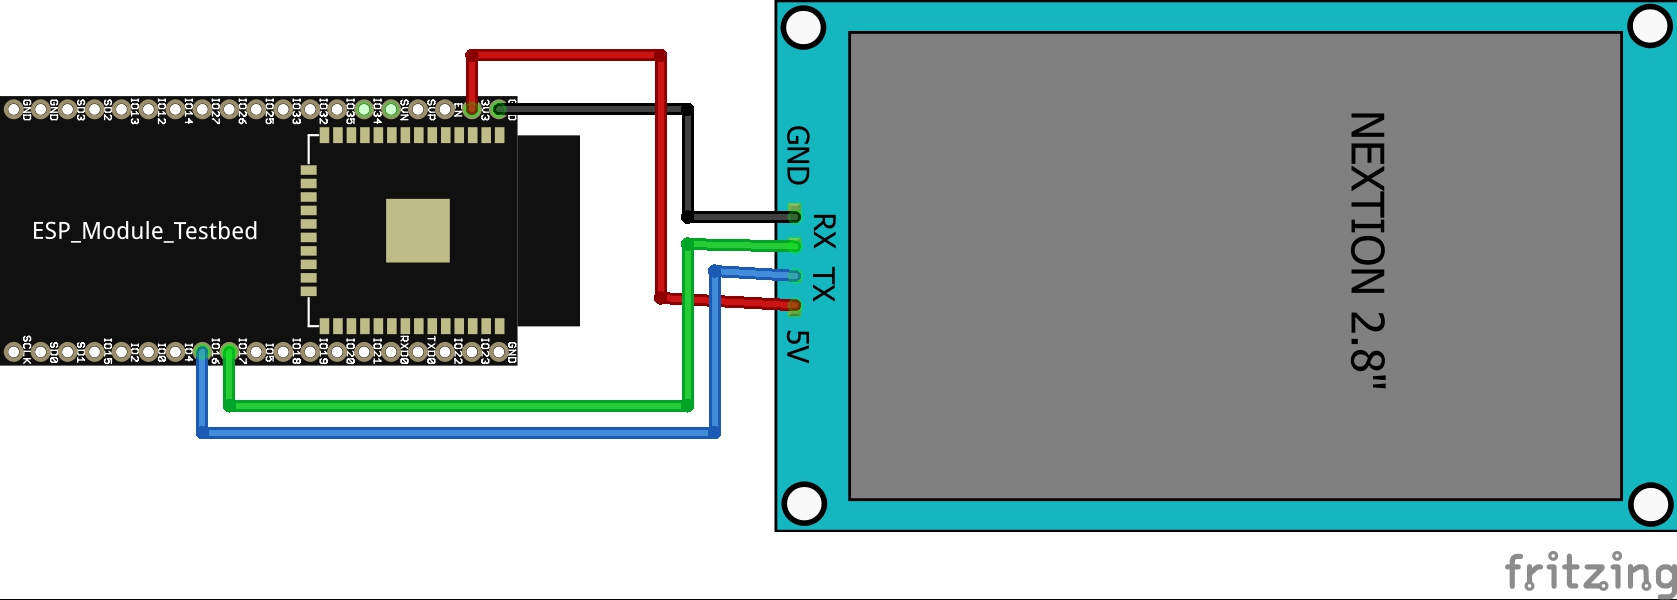 GND
GND
SD3
SD2
IO13
IO12
IO14
IO27
IO26
IO25
IO33
IO32
IO35
IO34
SVN
SVP
EN
3U3
ESP_Module_Testbed
SCLK
SD0
SD1
IO15
IO2
IO0
IO4
IO16
IO17
IO5
IO18
IO19
IO21
RXD0
TXD0
IO22
IO23
GND
GND
RX
TX
5V
NEXTION 2.8"
fritzing